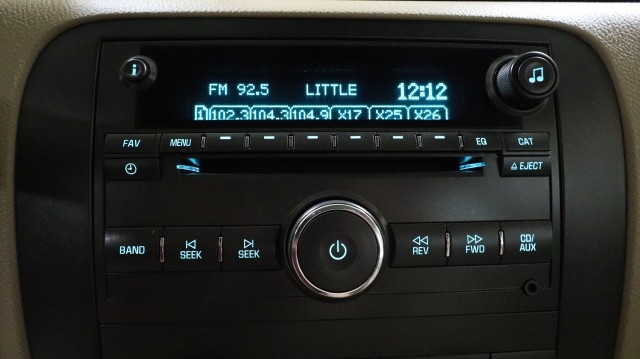 FM 92.5 LITTLE 12:12
1 102.3 104.3 104.9 X17 X25 X26
FAV MENU EQ CAT
EJECT
BAND SEEK SEEK REV FWD CD/AUX